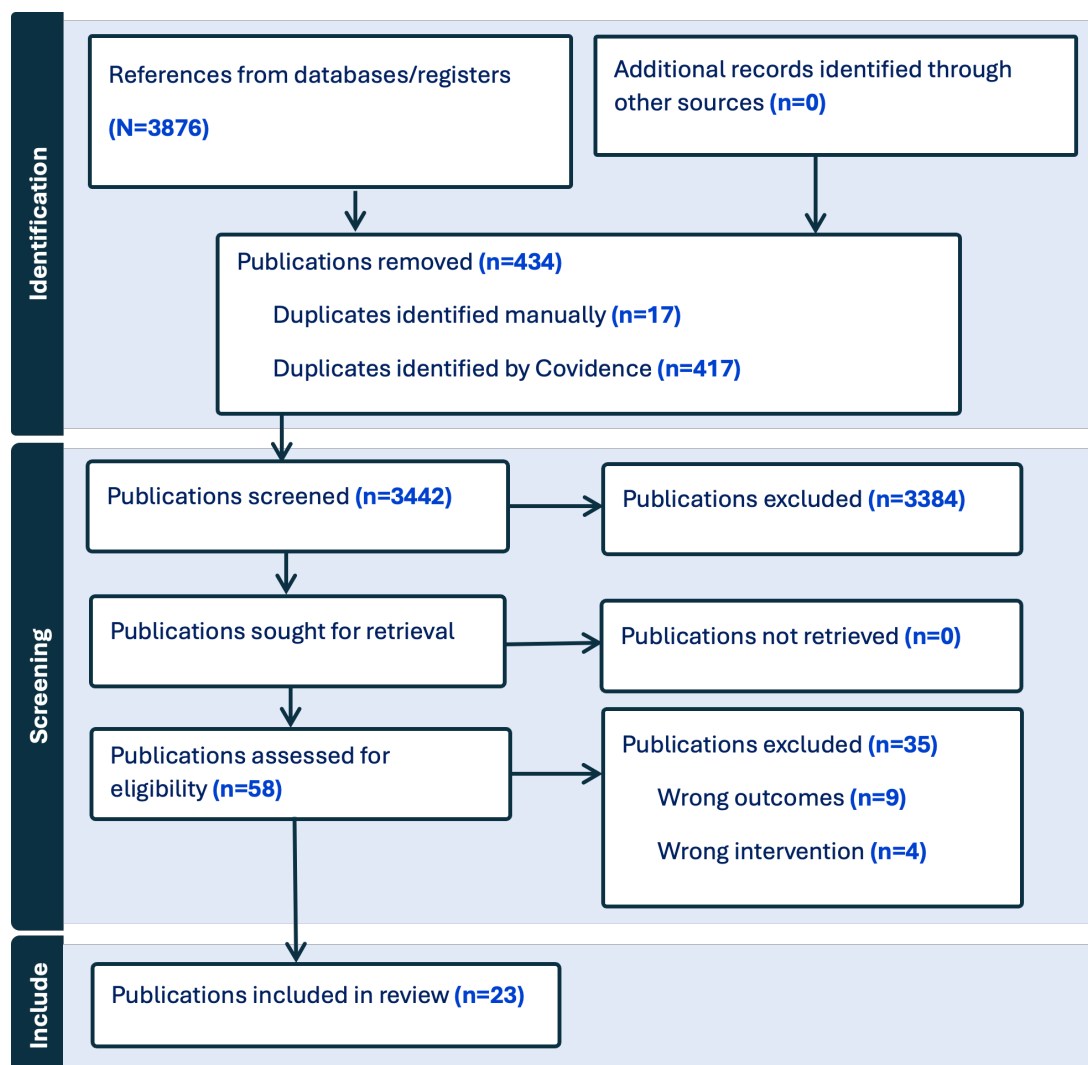 Identification
References from databases/registers
(N=3876)
Additional records identified through
other sources (n=0)
Publications removed (n=434)
Duplicates identified manually (n=17)
Duplicates identified by Covidence (n=417)
Screening
Publications screened (n=3442)
Publications excluded (n=3384)
Publications sought for retrieval
Publications not retrieved (n=0)
Publications assessed for
eligibility (n=58)
Publications excluded (n=35)
Wrong outcomes (n=9)
Wrong intervention (n=4)
Include
Publications included in review (n=23)